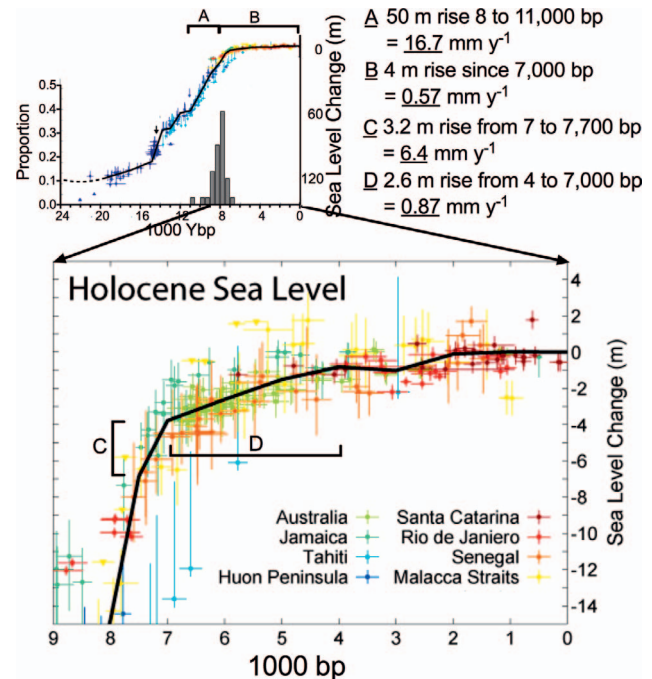 A
B
A 50 m rise 8 to 11,000 bp
= 16.7 mm y-1
B 4 m rise since 7,000 bp
= 0.57 mm y-1
C 3.2 m rise from 7 to 7,700 bp
= 6.4 mm y-1
D 2.6 m rise from 4 to 7,000 bp
= 0.87 mm y-1
Proportion
0.5
0.4
0.3
0.2
0.1
0.0
0
60
120
Sea Level Change (m)
24 20 16 12 8 4 0
1000 Ybp
Holocene Sea Level
C
D
4
2
0
-2
-4
-6
-8
-10
-12
-14
15
Sea Level Change (m)
Australia
Jamaica
Tahiti
Huon Peninsula
Santa Catarina
Rio de Janiero
Senegal
Malacca Straits
9 8 7 6 5 4 3 2 1 0
1000 bp